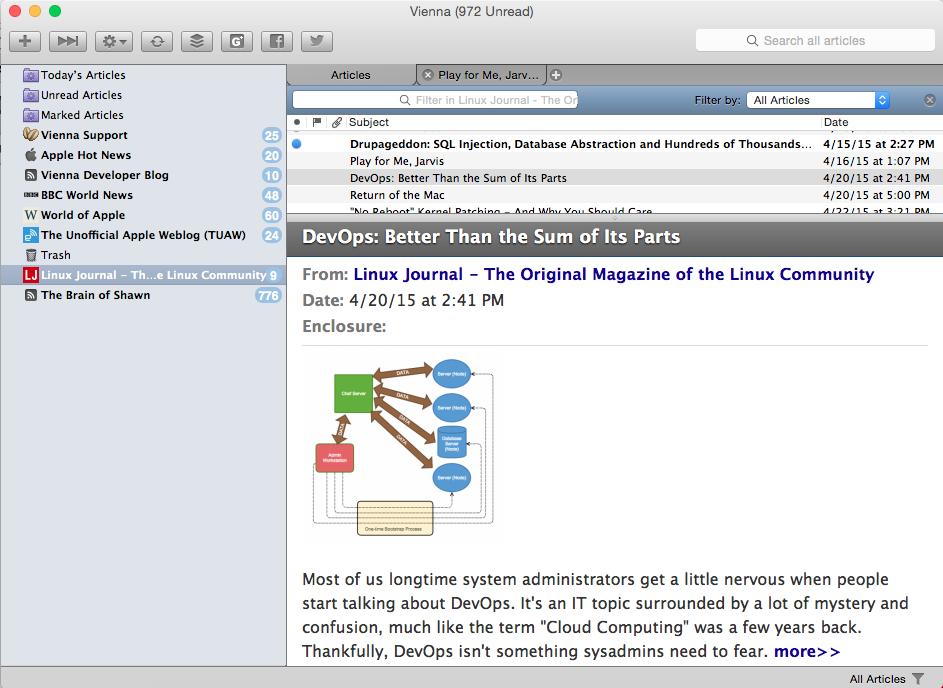 Vienna (972 Unread)
Search all articles
Today's Articles
Unread Articles
Marked Articles
Vienna Support 25
Apple Hot News 20
Vienna Developer Blog 10
BBC BBC World News 48
W World of Apple 60
The Unofficial Apple Weblog (TUAW) 24
Trash
LJ Linux Journal – Th...e Linux Community 9
The Brain of Shawn 776
Articles
Play for Me, Jarv...
Filter in Linux Journal - The Or
Filter by: All Articles
Subject Date
Drupageddon: SQL Injection, Database Abstraction and Hundreds of Thousands... 4/15/15 at 2:27 PM
Play for Me, Jarvis 4/16/15 at 1:07 PM
DevOps: Better Than the Sum of Its Parts 4/20/15 at 2:41 PM
Return of the Mac 4/20/15 at 5:00 PM
"No Reboot" Kernel Patching – And Why You Should Care 4/22/15 at 3:21 PM
DevOps: Better Than the Sum of Its Parts
From: Linux Journal – The Original Magazine of the Linux Community
Date: 4/20/15 at 2:41 PM
Enclosure:
DATA
Server (Node)
Chef Server
DATA
Server (Node)
DATA
DATA
Database Server (Node)
DATA
Admin Workstation
Server (Node)
One-time Bootstrap Process
Most of us longtime system administrators get a little nervous when people
start talking about DevOps. It's an IT topic surrounded by a lot of mystery and
confusion, much like the term "Cloud Computing" was a few years back.
Thankfully, DevOps isn't something sysadmins need to fear. more>>
All Articles